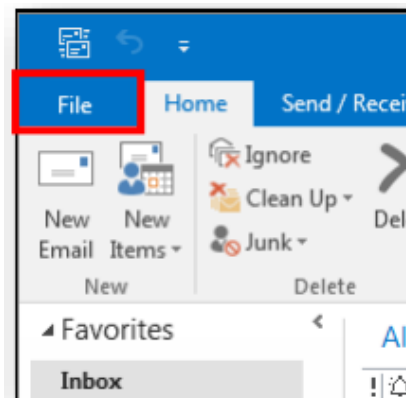 File Home Send / Recei
Ignore
Clean Up
Junk
Del
New Email
New Items
New
Delete
Favorites
Inbox
Al
!